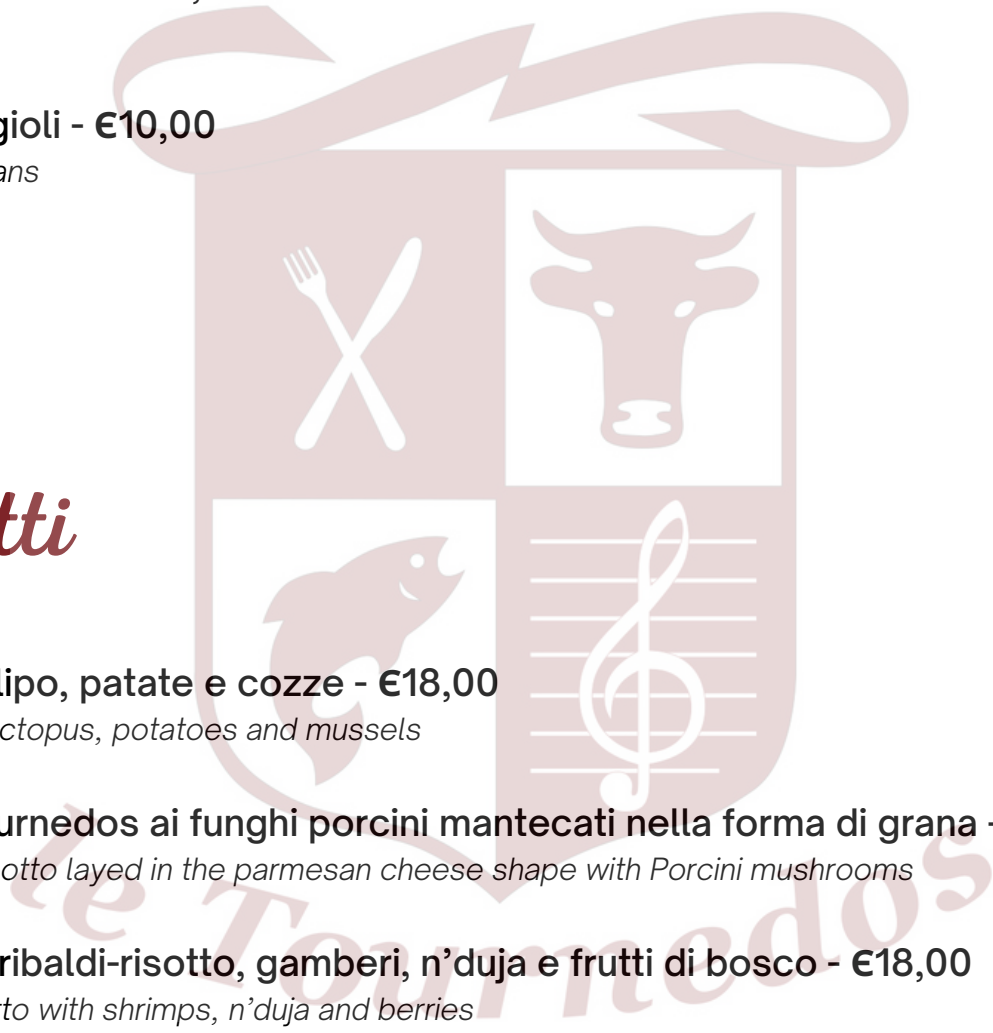 gioli - €10,00
ans
tti
lipo, patate e cozze - €18,00
ctopus, potatoes and mussels
urnedos ai funghi porcini mantecati nella forma di grana -
otto layed in the parmesan cheese shape with Porcini mushrooms
le Tournedos
ribaldi-risotto, gamberi, n’duja e frutti di bosco - €18,00
tto with shrimps, n’duja and berries